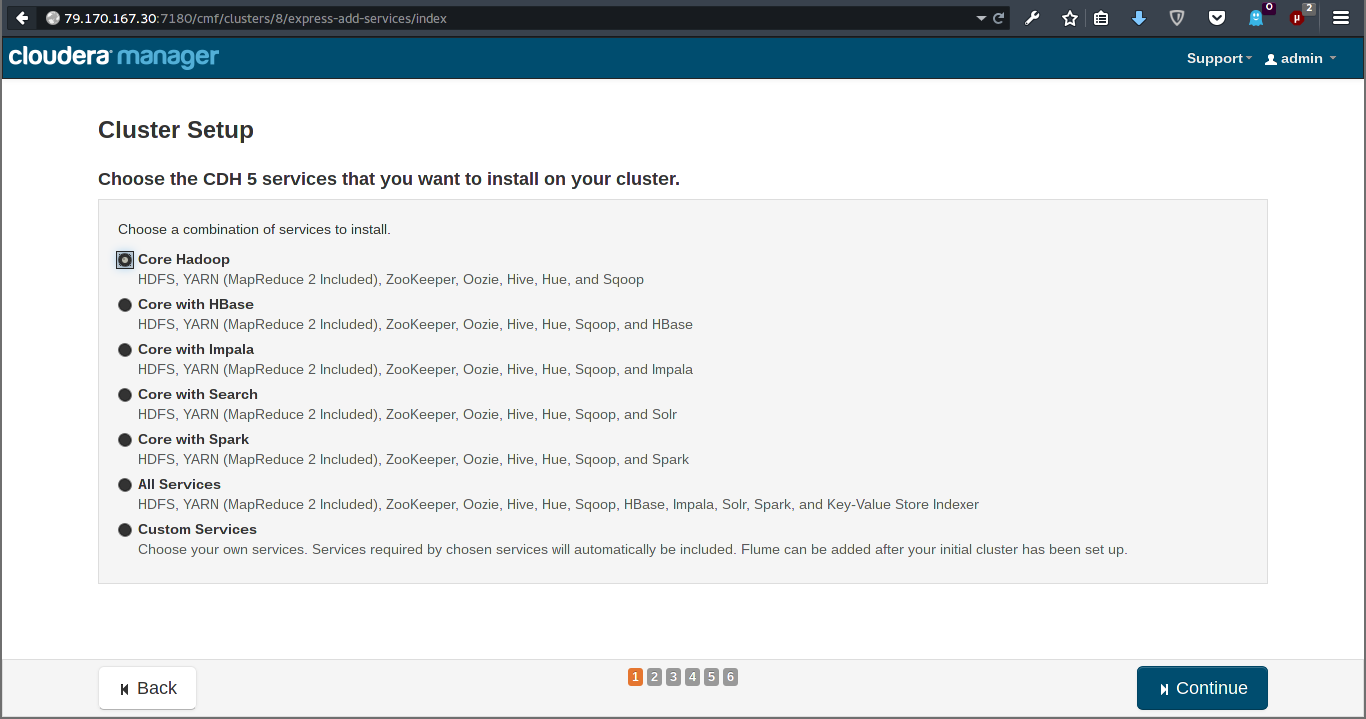 79.170.167.30:7180/cmf/clusters/8/express-add-services/index
0
μ
2
cloudera manager
Support
admin
Cluster Setup
Choose the CDH 5 services that you want to install on your cluster.
Choose a combination of services to install.
Core Hadoop
HDFS, YARN (MapReduce 2 Included), ZooKeeper, Oozie, Hive, Hue, and Sqoop
Core with HBase
HDFS, YARN (MapReduce 2 Included), ZooKeeper, Oozie, Hive, Hue, Sqoop, and HBase
Core with Impala
HDFS, YARN (MapReduce 2 Included), ZooKeeper, Oozie, Hive, Hue, Sqoop, and Impala
Core with Search
HDFS, YARN (MapReduce 2 Included), ZooKeeper, Oozie, Hive, Hue, Sqoop, and Solr
Core with Spark
HDFS, YARN (MapReduce 2 Included), ZooKeeper, Oozie, Hive, Hue, Sqoop, and Spark
All Services
HDFS, YARN (MapReduce 2 Included), ZooKeeper, Oozie, Hive, Hue, Sqoop, HBase, Impala, Solr, Spark, and Key-Value Store Indexer
Custom Services
Choose your own services. Services required by chosen services will automatically be included. Flume can be added after your initial cluster has been set up.
Back
1 2 3 4 5 6
Continue